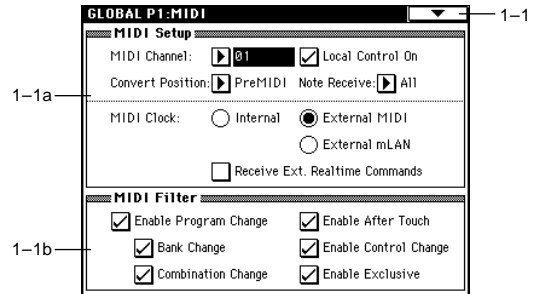 GLOBAL P1:MIDI
1–1
MIDI Setup
MIDI Channel: 01 Local Control On
Convert Position: PreMIDI Note Receive: All
1–1a
MIDI Clock: Internal External MIDI
External mLAN
Receive Ext. Realtime Commands
MIDI Filter
Enable Program Change Enable After Touch
1–1b
Bank Change Enable Control Change
Combination Change Enable Exclusive